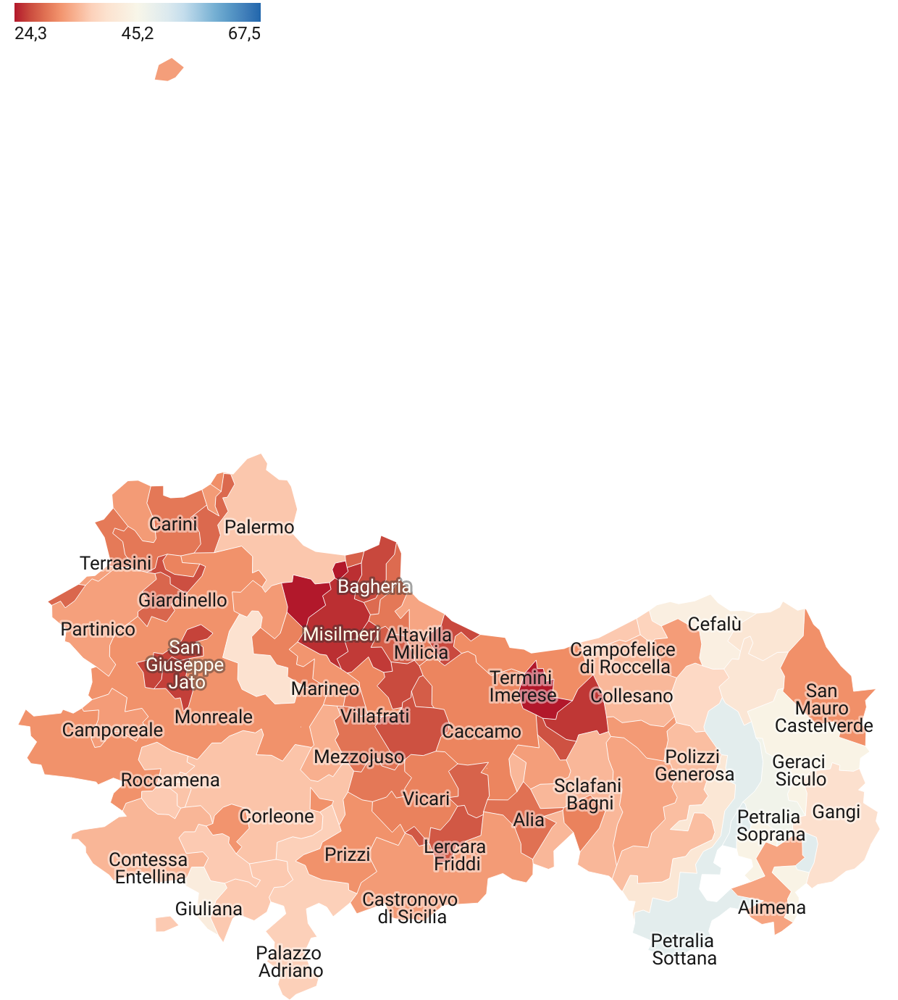 24,3 45,2 67,5
Carini
Palermo
Terrasini
Bagheria
Giardinello
Partinico
Cefalù
Misilmeri
Altavilla
Milicia
San
Giuseppe
Jato
Campofelice
di Roccella
Termini
Imerese
Marineo
Collesano
San
Mauro
Castelverde
Monreale
Villafrati
Camporeale
Caccamo
Mezzojuso
Polizzi
Generosa
Geraci
Siculo
Roccamena
Sclafani
Bagni
Vicari
Corleone
Alia
Petralia
Soprana
Gangi
Lercara
Friddi
Prizzi
Contessa
Entellina
Castronovo
di Sicilia
Giuliana
Alimena
Petralia
Sottana
Palazzo
Adriano